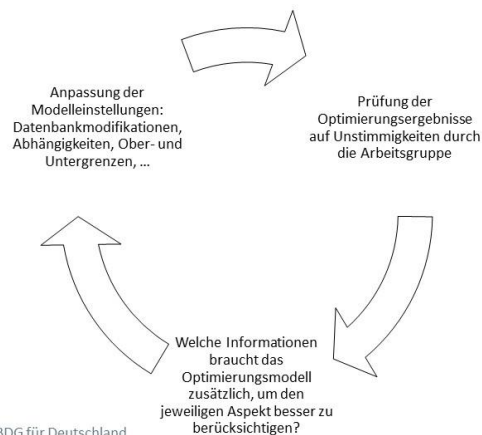 Anpassung der
Modelleinstellungen:
Datenbankmodifikationen,
Abhängigkeiten, Ober- und
Untergrenzen, ...
Prüfung der
Optimierungsergebnisse
auf Unstimmigkeiten durch
die Arbeitsgruppe
Welche Informationen
braucht das
Optimierungsmodell
zusätzlich, um den
jeweiligen Aspekt besser zu
berücksichtigen?
BDG für Deutschland